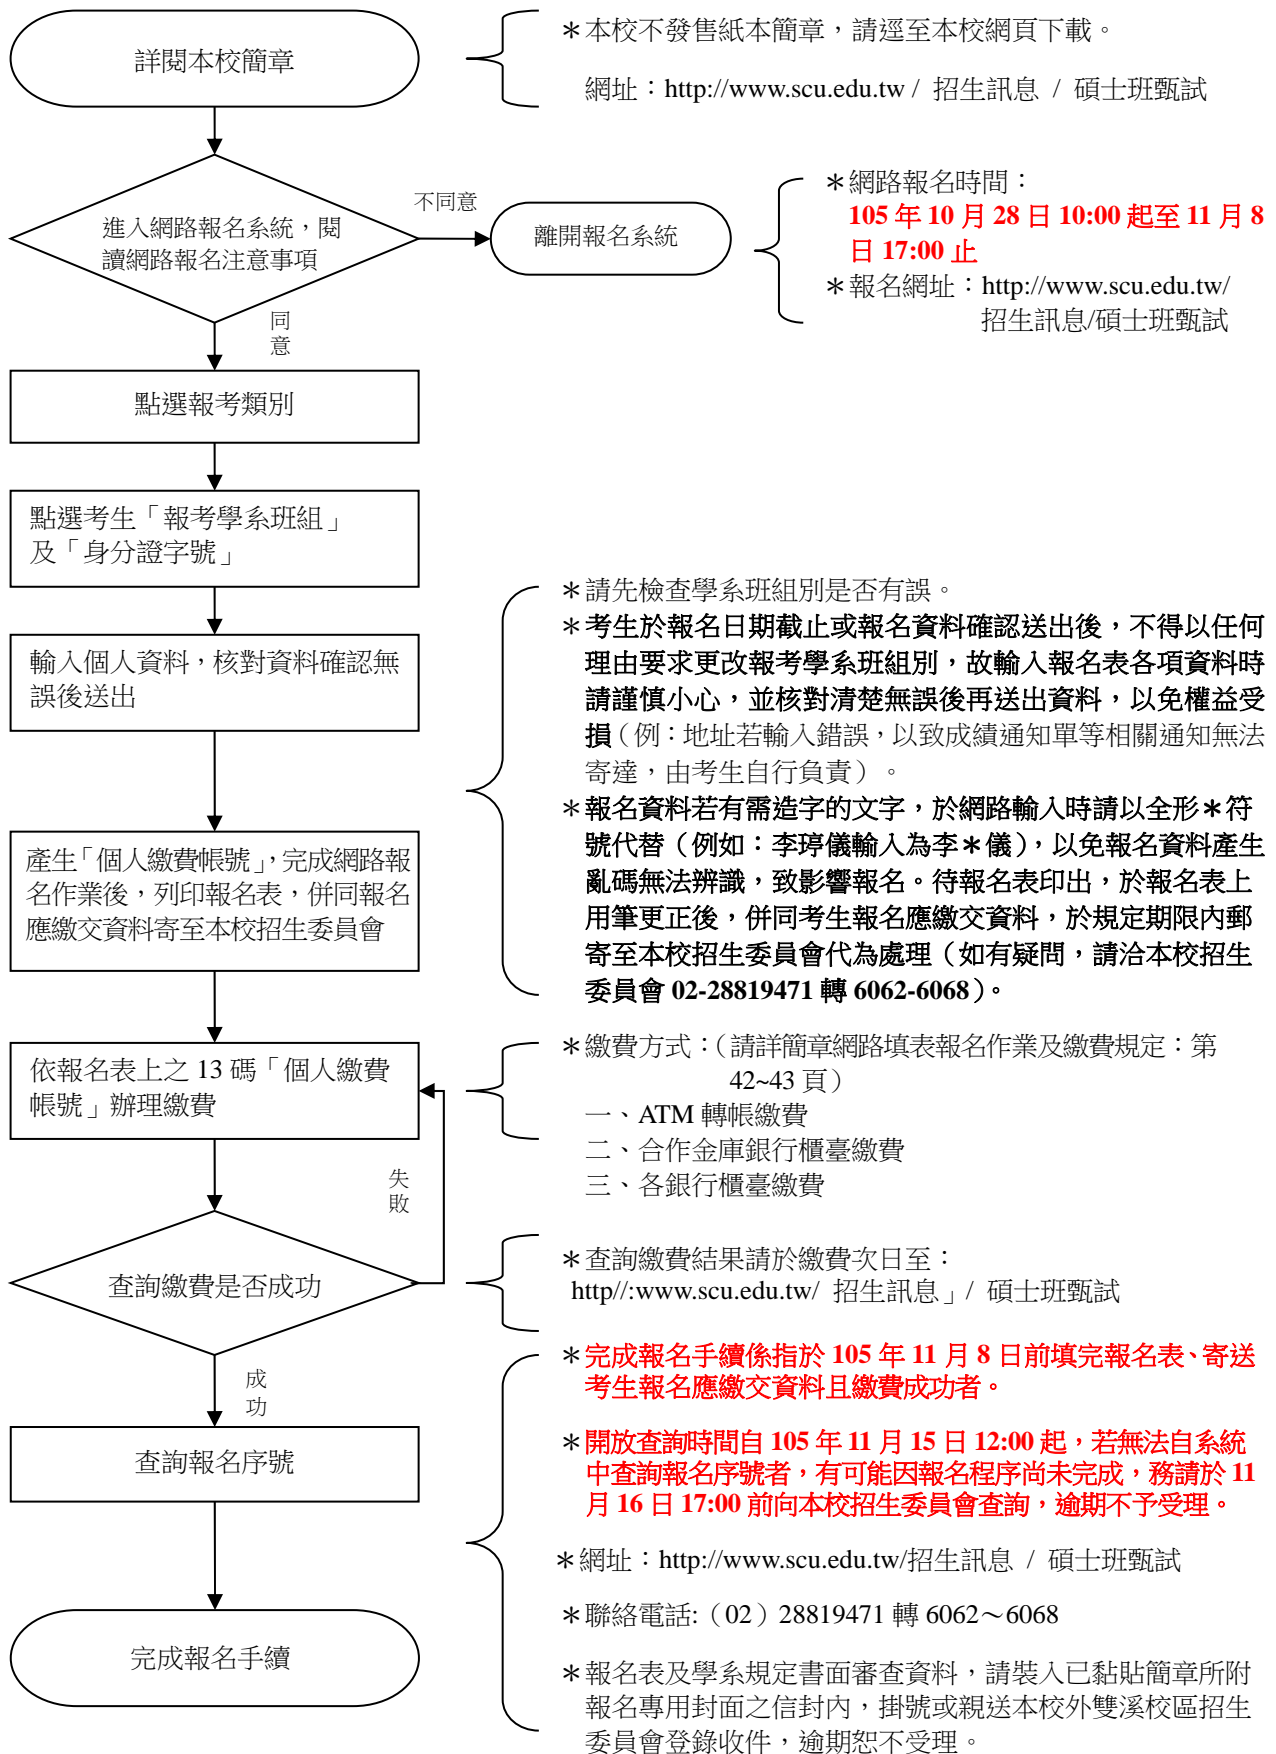 詳閱本校簡章
＊本校不發售紙本簡章，請逕至本校網頁下載。
網址：http://www.scu.edu.tw / 招生訊息 / 碩士班甄試
進入網路報名系統，閱
讀網路報名注意事項
不同意
離開報名系統
＊網路報名時間：
105 年 10 月 28 日 10:00 起至 11 月 8
日 17:00 止
＊報名網址：http://www.scu.edu.tw/
招生訊息/碩士班甄試
同
意
點選報考類別
點選考生「報考學系班組」
及「身分證字號」
輸入個人資料，核對資料確認無
誤後送出
＊請先檢查學系班組別是否有誤。
＊考生於報名日期截止或報名資料確認送出後，不得以任何
理由要求更改報考學系班組別，故輸入報名表各項資料時
請謹慎小心，並核對清楚無誤後再送出資料，以免權益受
損（例：地址若輸入錯誤，以致成績通知單等相關通知無法
寄達，由考生自行負責）。
＊報名資料若有需造字的文字，於網路輸入時請以全形＊符
號代替（例如：李㝒儀輸入為李＊儀），以免報名資料產生
亂碼無法辨識，致影響報名。待報名表印出，於報名表上
用筆更正後，併同考生報名應繳交資料，於規定期限內郵
寄至本校招生委員會代為處理（如有疑問，請洽本校招生
委員會 02-28819471 轉 6062-6068）。
產生「個人繳費帳號」，完成網路報
名作業後，列印報名表，併同報名
應繳交資料寄至本校招生委員會
依報名表上之 13 碼「個人繳費
帳號」辦理繳費
＊繳費方式：（請詳簡章網路填表報名作業及繳費規定：第
42~43 頁）
一、ATM 轉帳繳費
二、合作金庫銀行櫃臺繳費
三、各銀行櫃臺繳費
失
敗
查詢繳費是否成功
＊查詢繳費結果請於繳費次日至：
http//:www.scu.edu.tw/ 招生訊息」/ 碩士班甄試
成
功
查詢報名序號
＊完成報名手續係指於 105 年 11 月 8 日前填完報名表、寄送
考生報名應繳交資料且繳費成功者。
＊開放查詢時間自 105 年 11 月 15 日 12:00 起，若無法自系統
中查詢報名序號者，有可能因報名程序尚未完成，務請於 11
月 16 日 17:00 前向本校招生委員會查詢，逾期不予受理。
＊網址：http://www.scu.edu.tw/招生訊息 / 碩士班甄試
＊聯絡電話:（02）28819471 轉 6062～6068
完成報名手續
＊報名表及學系規定書面審查資料，請裝入已黏貼簡章所附
報名專用封面之信封內，掛號或親送本校外雙溪校區招生
委員會登錄收件，逾期恕不受理。